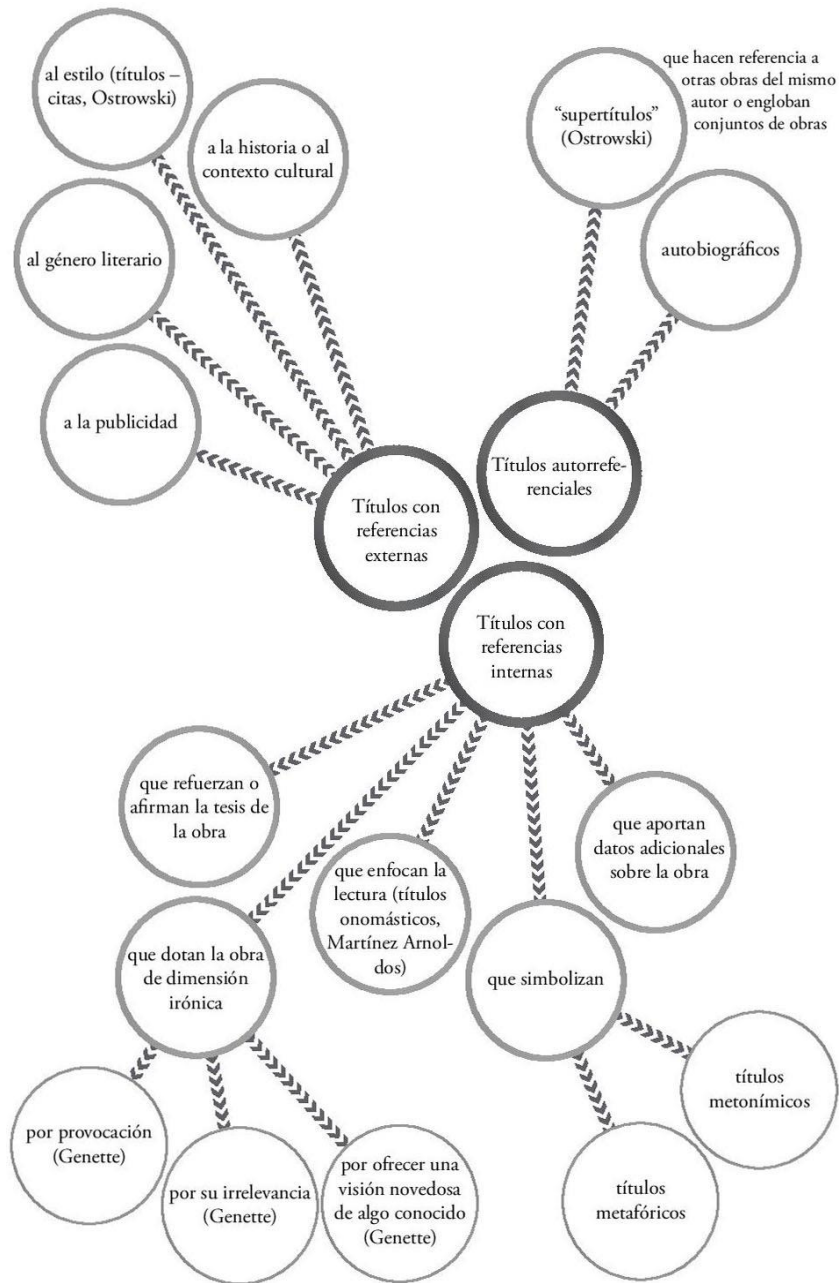 al estilo (títulos –
citas, Ostrowski)
a la historia o al
contexto cultural
al género literario
a la publicidad
Títulos con
referencias
externas
“supertítulos”
(Ostrowski)
que hacen referencia a
otras obras del mismo
autor o engloban
conjuntos de obras
autobiográficos
Títulos autorrefe-
renciales
Títulos con
referencias
internas
que refuerzan o
afirman la tesis de
la obra
que enfocan la
lectura (títulos
onomásticos,
Martínez Arnol-
dos)
que aportan
datos adicionales
sobre la obra
que dotan la obra
de dimensión
irónica
que simbolizan
por provocación
(Genette)
por su irrelevancia
(Genette)
por ofrecer una
visión novedosa
de algo conocido
(Genette)
títulos
metafóricos
títulos
metonímicos